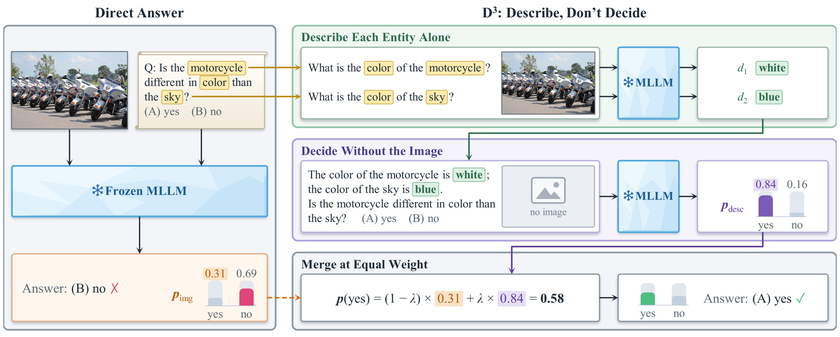 Direct Answer
Q: Is the motorcycle
different in color than
the sky?
(A) yes (B) no
Frozen MLLM
Answer: (B) no ✗
p_img
0.31 0.69
yes no
D³: Describe, Don't Decide
Describe Each Entity Alone
What is the color of the motorcycle?
What is the color of the sky?
MLLM
d₁ white
d₂ blue
Decide Without the Image
The color of the motorcycle is white;
the color of the sky is blue.
Is the motorcycle different in color than
the sky? (A) yes (B) no
no image
MLLM
p_desc
0.84 0.16
yes no
Merge at Equal Weight
p(yes) = (1 − λ) × 0.31 + λ × 0.84 = 0.58
yes no
Answer: (A) yes ✓